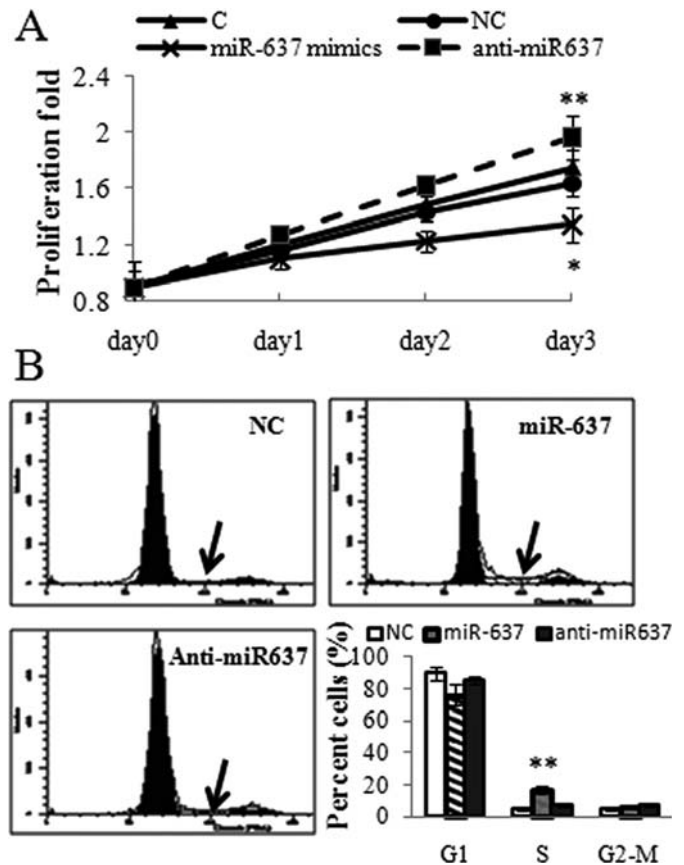 A
C
NC
miR-637 mimics
anti-miR637
Proliferation fold
2.4
2
1.6
1.2
0.8
**
*
day0 day1 day2 day3
B
NC
miR-637
Anti-miR637
NC miR-637 anti-miR637
Percent cells (%)
100
80
60
40
20
0
**
G1 S G2-M